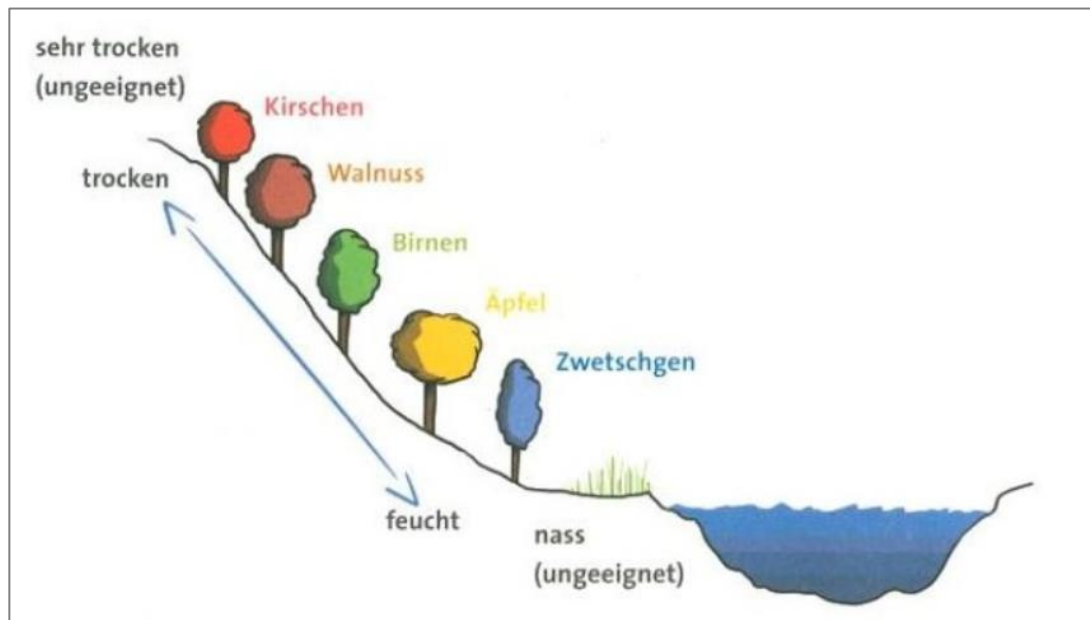 sehr trocken
(ungeeignet)
Kirschen
trocken
Walnuss
Birnen
Äpfel
Zwetschgen
feucht
nass
(ungeeignet)